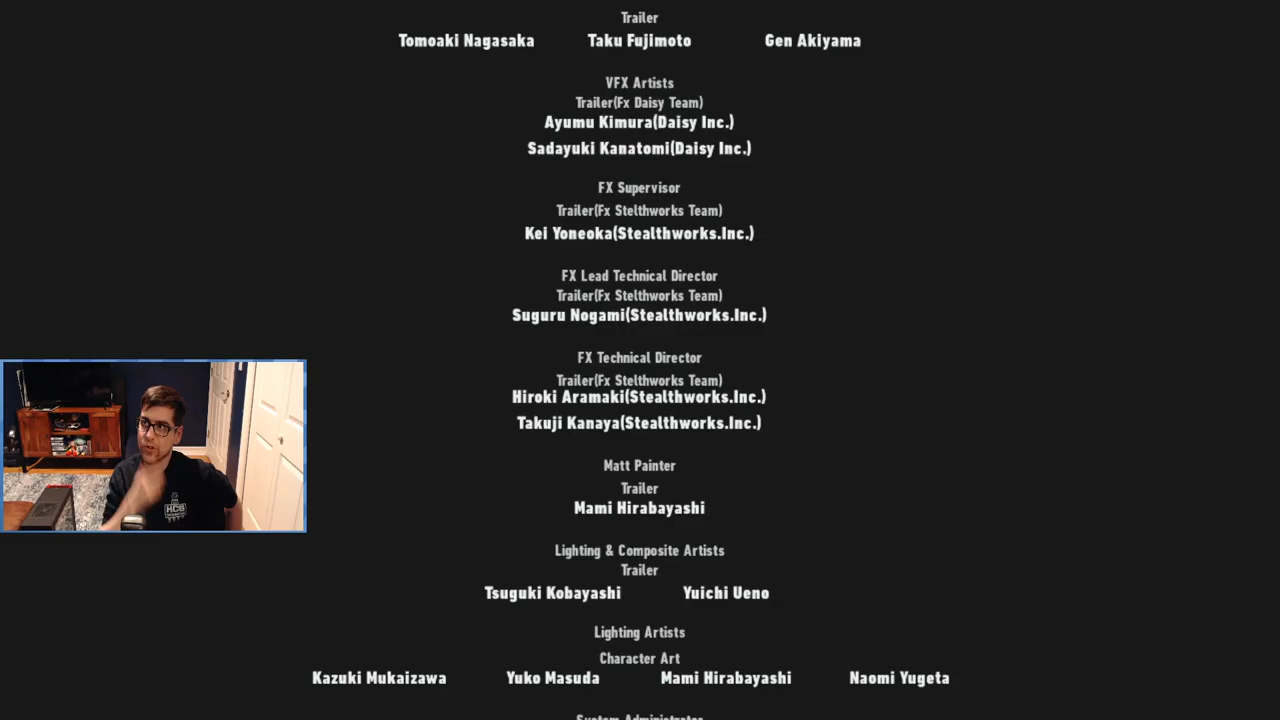 Trailer
Tomoaki Nagasaka Taku Fujimoto Gen Akiyama
VFX Artists
Trailer(Fx Daisy Team)
Ayumu Kimura(Daisy Inc.)
Sadayuki Kanatomi(Daisy Inc.)
FX Supervisor
Trailer(Fx Stelthworks Team)
Kei Yoneoka(Stealthworks.Inc.)
FX Lead Technical Director
Trailer(Fx Stelthworks Team)
Suguru Nogami(Stealthworks.Inc.)
FX Technical Director
Trailer(Fx Stelthworks Team)
Hiroki Aramaki(Stealthworks.Inc.)
Takuji Kanaya(Stealthworks.Inc.)
Matt Painter
Trailer
Mami Hirabayashi
HCB
Lighting & Composite Artists
Trailer
Tsuguki Kobayashi Yuichi Ueno
Lighting Artists
Character Art
Kazuki Mukaizawa Yuko Masuda Mami Hirabayashi Naomi Yugeta
System Administrator